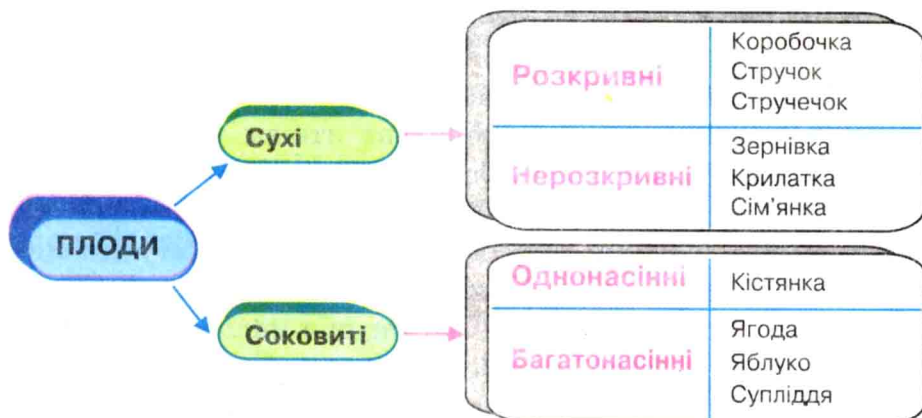 ПЛОДИ
Сухі
Розкривні
Коробочка
Стручок
Стручечок
Нерозкривні
Зернівка
Крилатка
Сім'янка
Соковиті
Однонасінні
Кістянка
Багатонасінні
Ягода
Яблуко
Супліддя